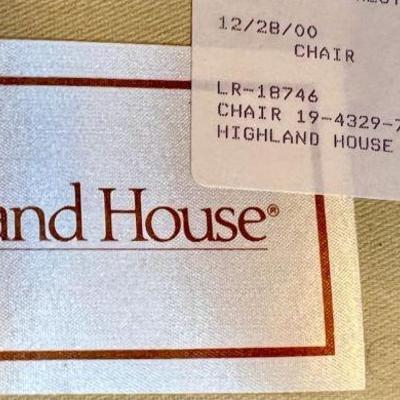 12/28/00
CHAIR
LR-18746
CHAIR 19-4329-7
HIGHLAND HOUSE
and House®